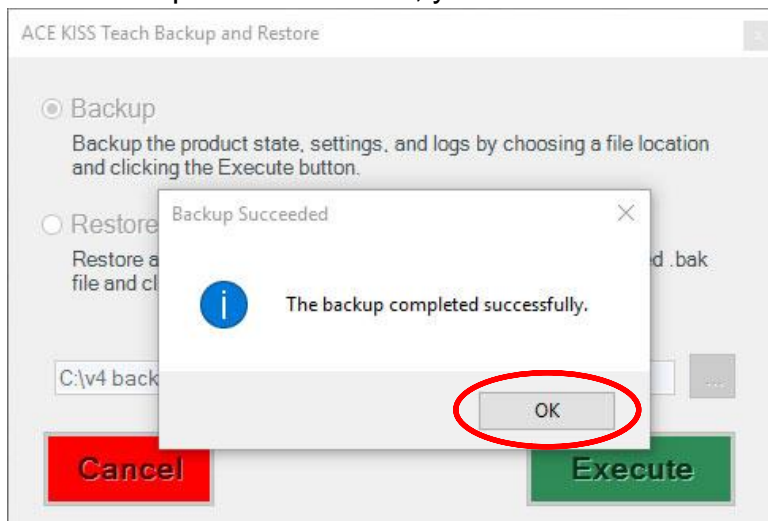 ACE KISS Teach Backup and Restore
Backup
Backup the product state, settings, and logs by choosing a file location
and clicking the Execute button.
Restore
Restore a
.bak
file and cl
Backup Succeeded
The backup completed successfully.
OK
C:\v4 back
...
Cancel
Execute